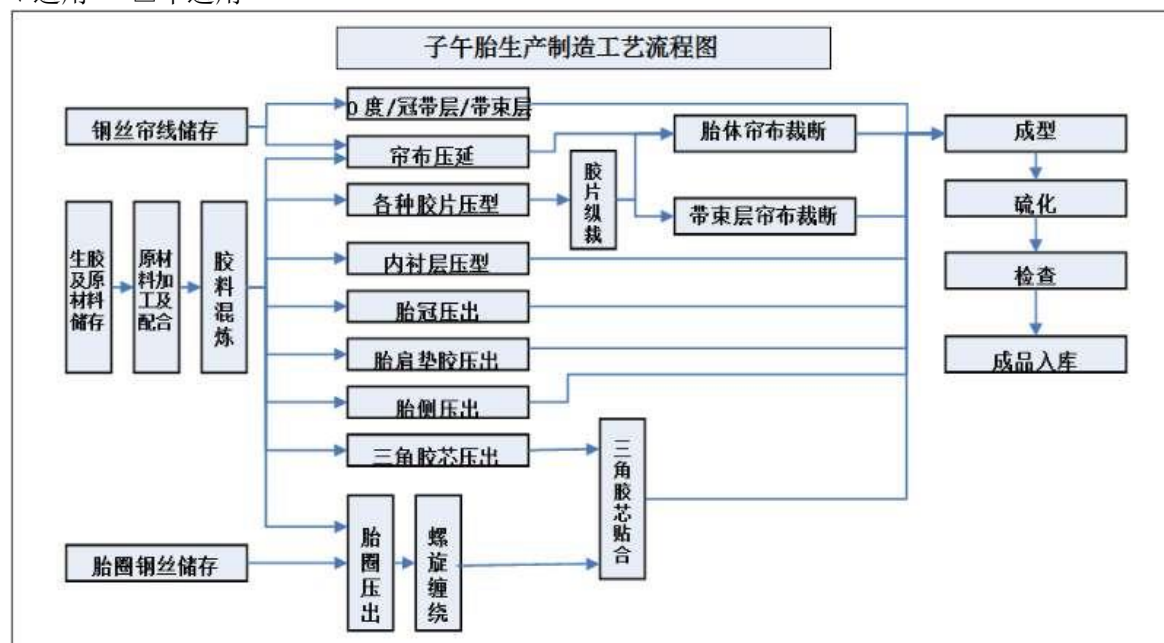 子午胎生产制造工艺流程图
钢丝帘线储存
0 度/冠带层/带束层
帘布压延
各种胶片压型
胶片纵裁
胎体帘布裁断
带束层帘布裁断
成型
硫化
检查
成品入库
生胶及原材料储存
原材料加工及配合
胶料混炼
内衬层压型
胎冠压出
胎肩垫胶压出
胎侧压出
三角胶芯压出
三角胶芯贴合
胎圈钢丝储存
胎圈压出
螺旋缠绕